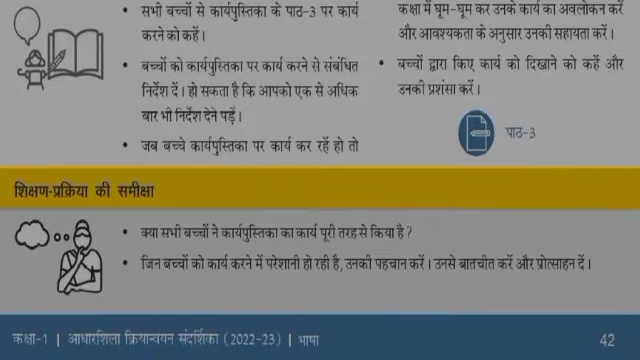 सभी बच्चों से कार्यपुस्तिका के पाठ-3 पर कार्य
करने को कहें।
• बच्चों को कार्यपुस्तिका पर कार्य करने से संबंधित
निर्देश दें। हो सकता है कि आपको एक से अधिक
बार भी निर्देश देने पड़ें।
• जब बच्चे कार्यपुस्तिका पर कार्य कर रहें हो तो
कक्षा में घूम-घूम कर उनके कार्य का अवलोकन करें
और आवश्यकता के अनुसार उनकी सहायता करें।
• बच्चों द्वारा किए कार्य को दिखाने को कहें और
उनकी प्रशंसा करें।
पाठ-3
शिक्षण-प्रक्रिया की समीक्षा
• क्या सभी बच्चों ने कार्यपुस्तिका का कार्य पूरी तरह से किया है?
• जिन बच्चों को कार्य करने में परेशानी हो रही है, उनकी पहचान करें। उनसे बातचीत करें और प्रोत्साहन दें।
कक्षा-1 | आधारशिला क्रियान्वयन संदर्शिका (2022-23) | भाषा
42